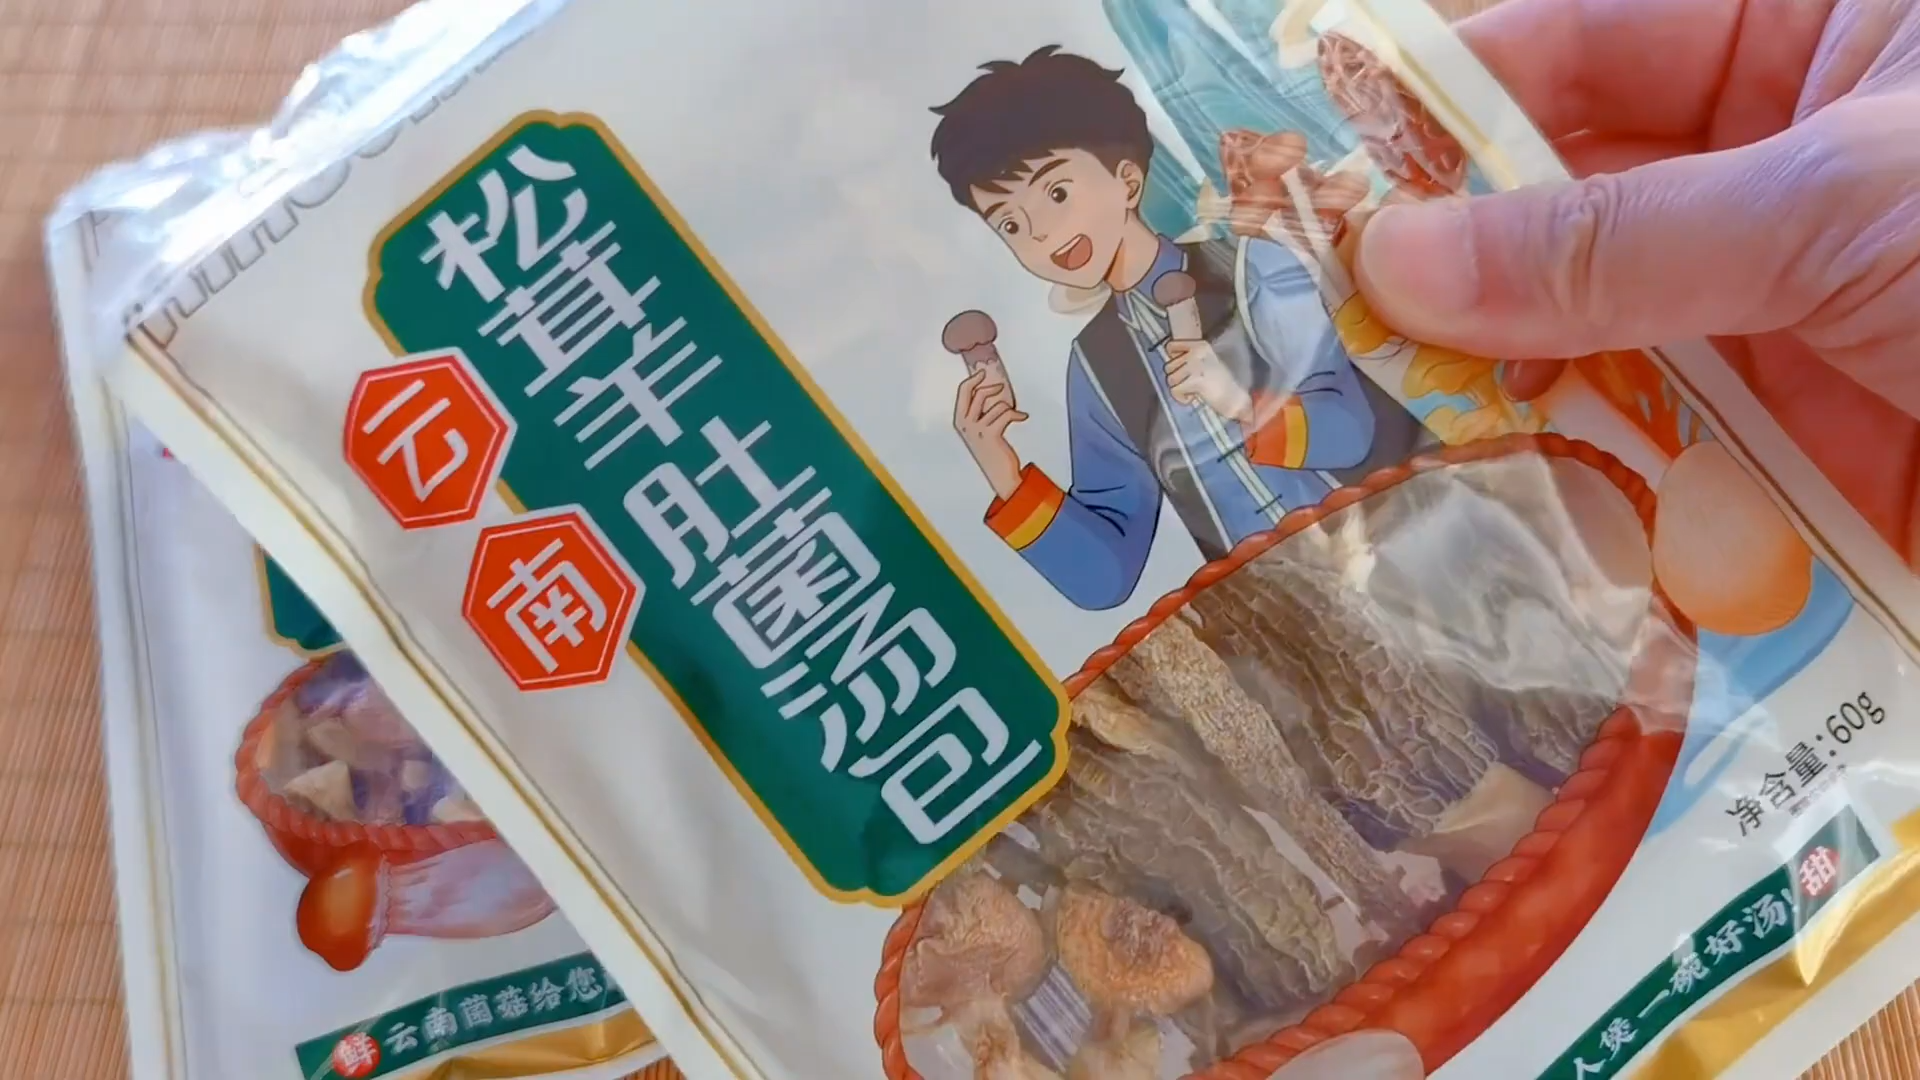 松茸羊肚菌汤包
云南
净含量:60g
人煲一碗好汤!
甜
鲜
云南菌菇给您